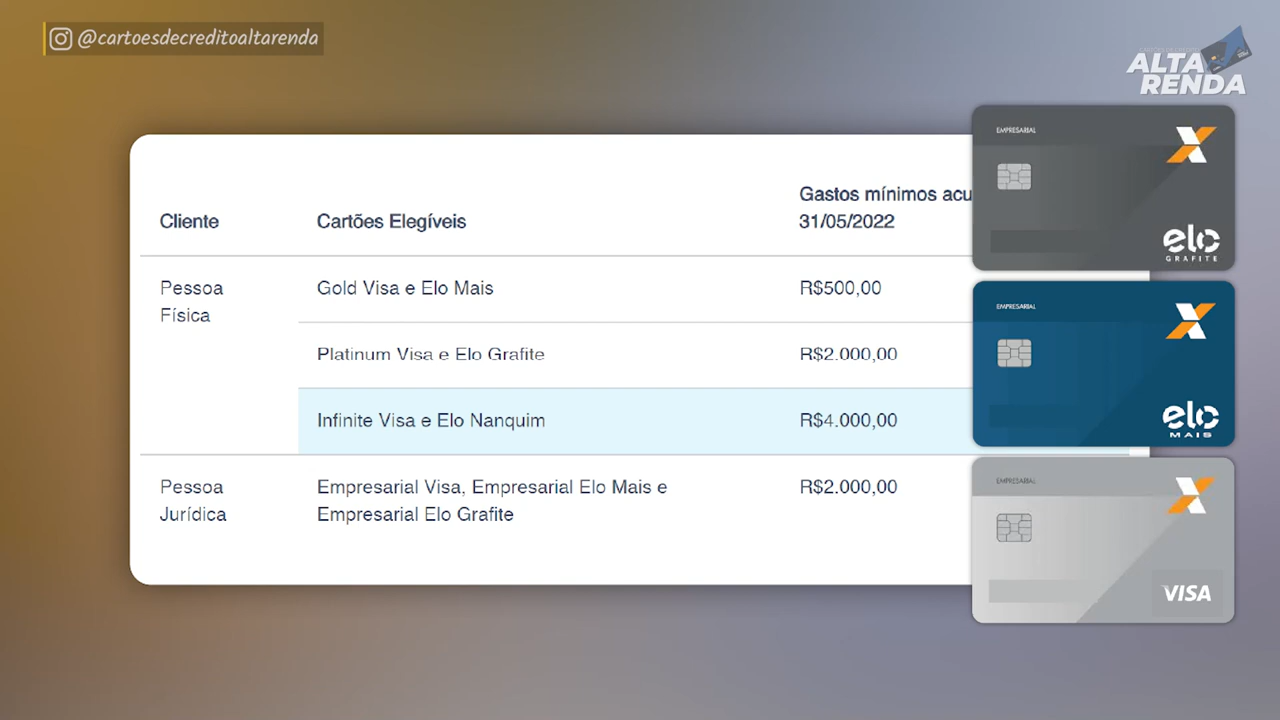 @cartoesdecreditoaltarenda
ALTA
RENDA
Gastos mínimos acu
Cliente
Cartões Elegíveis
31/05/2022
Pessoa
Física
Gold Visa e Elo Mais
R$500,00
Platinum Visa e Elo Grafite
R$2.000,00
Infinite Visa e Elo Nanquim
R$4.000,00
Pessoa
Jurídica
Empresarial Visa, Empresarial Elo Mais e
Empresarial Elo Grafite
R$2.000,00
EMPRESARIAL
elo
GRAFITE
EMPRESARIAL
elo
MAIS
EMPRESARIAL
VISA